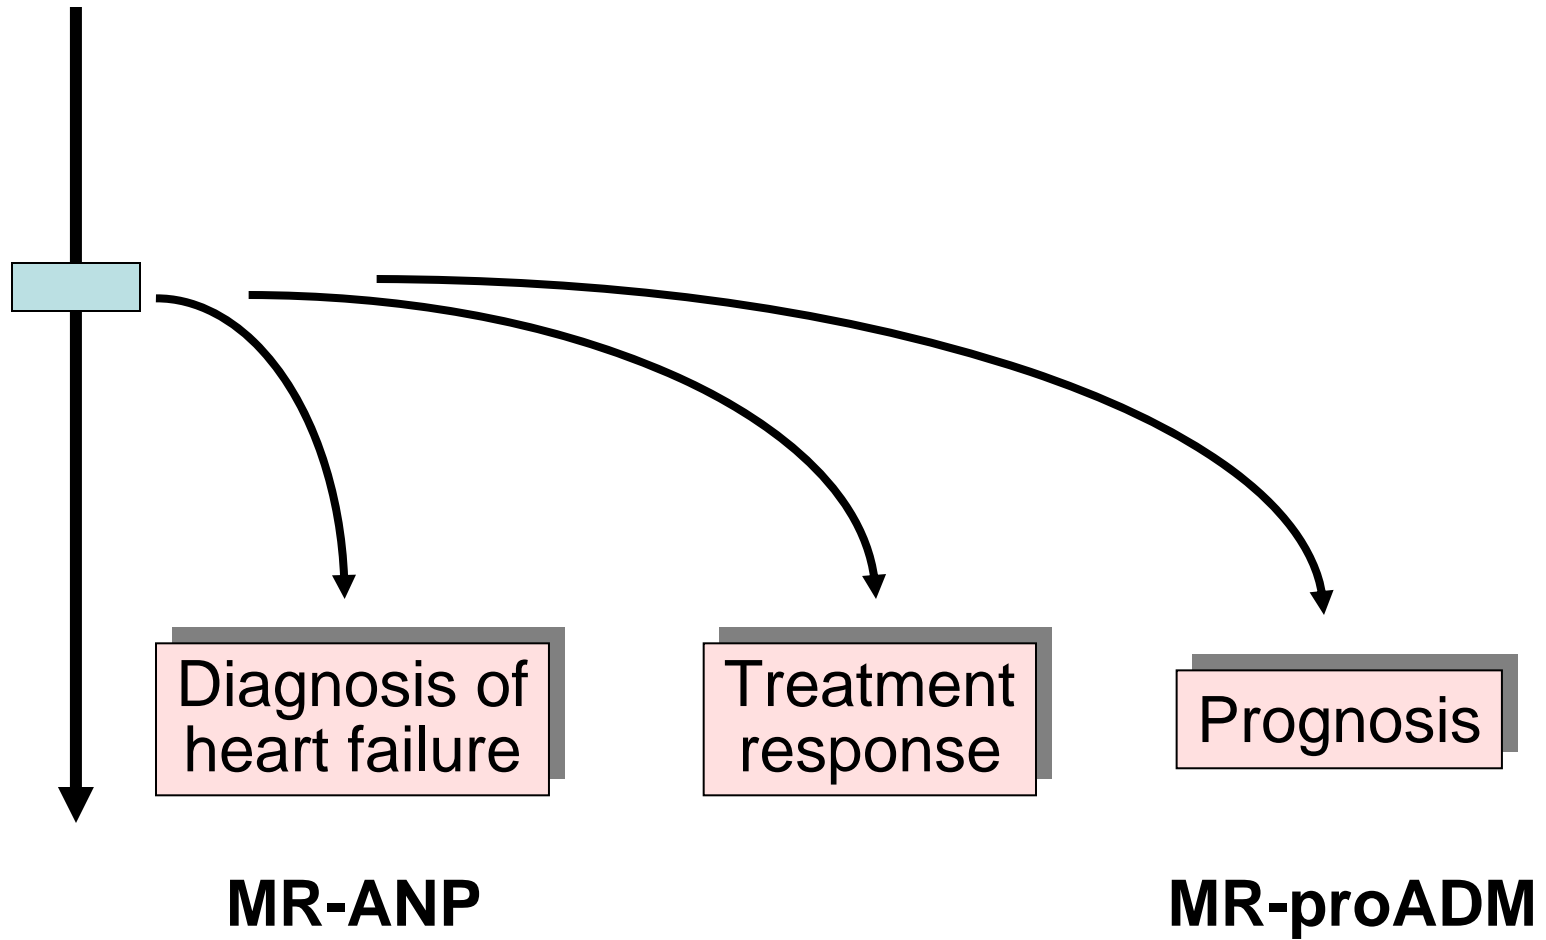 Diagnosis of
heart failure
Treatment
response
Prognosis
MR-ANP
MR-proADM